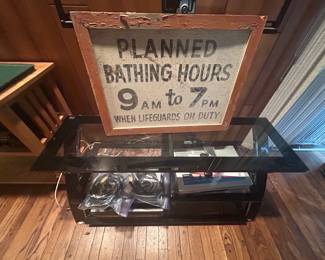 PLANNED
BATHING HOURS
9 AM to 7 PM
WHEN LIFEGUARDS ON DUTY